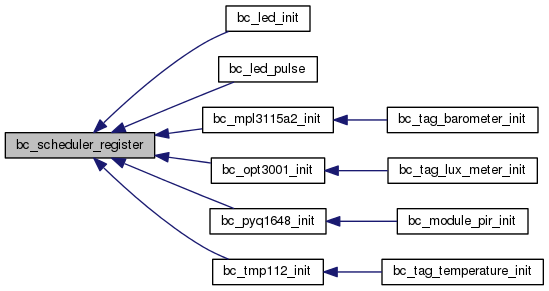 bc_led_init
bc_led_pulse
bc_mpl3115a2_init
bc_tag_barometer_init
bc_scheduler_register
bc_opt3001_init
bc_tag_lux_meter_init
bc_pyq1648_init
bc_module_pir_init
bc_tmp112_init
bc_tag_temperature_init